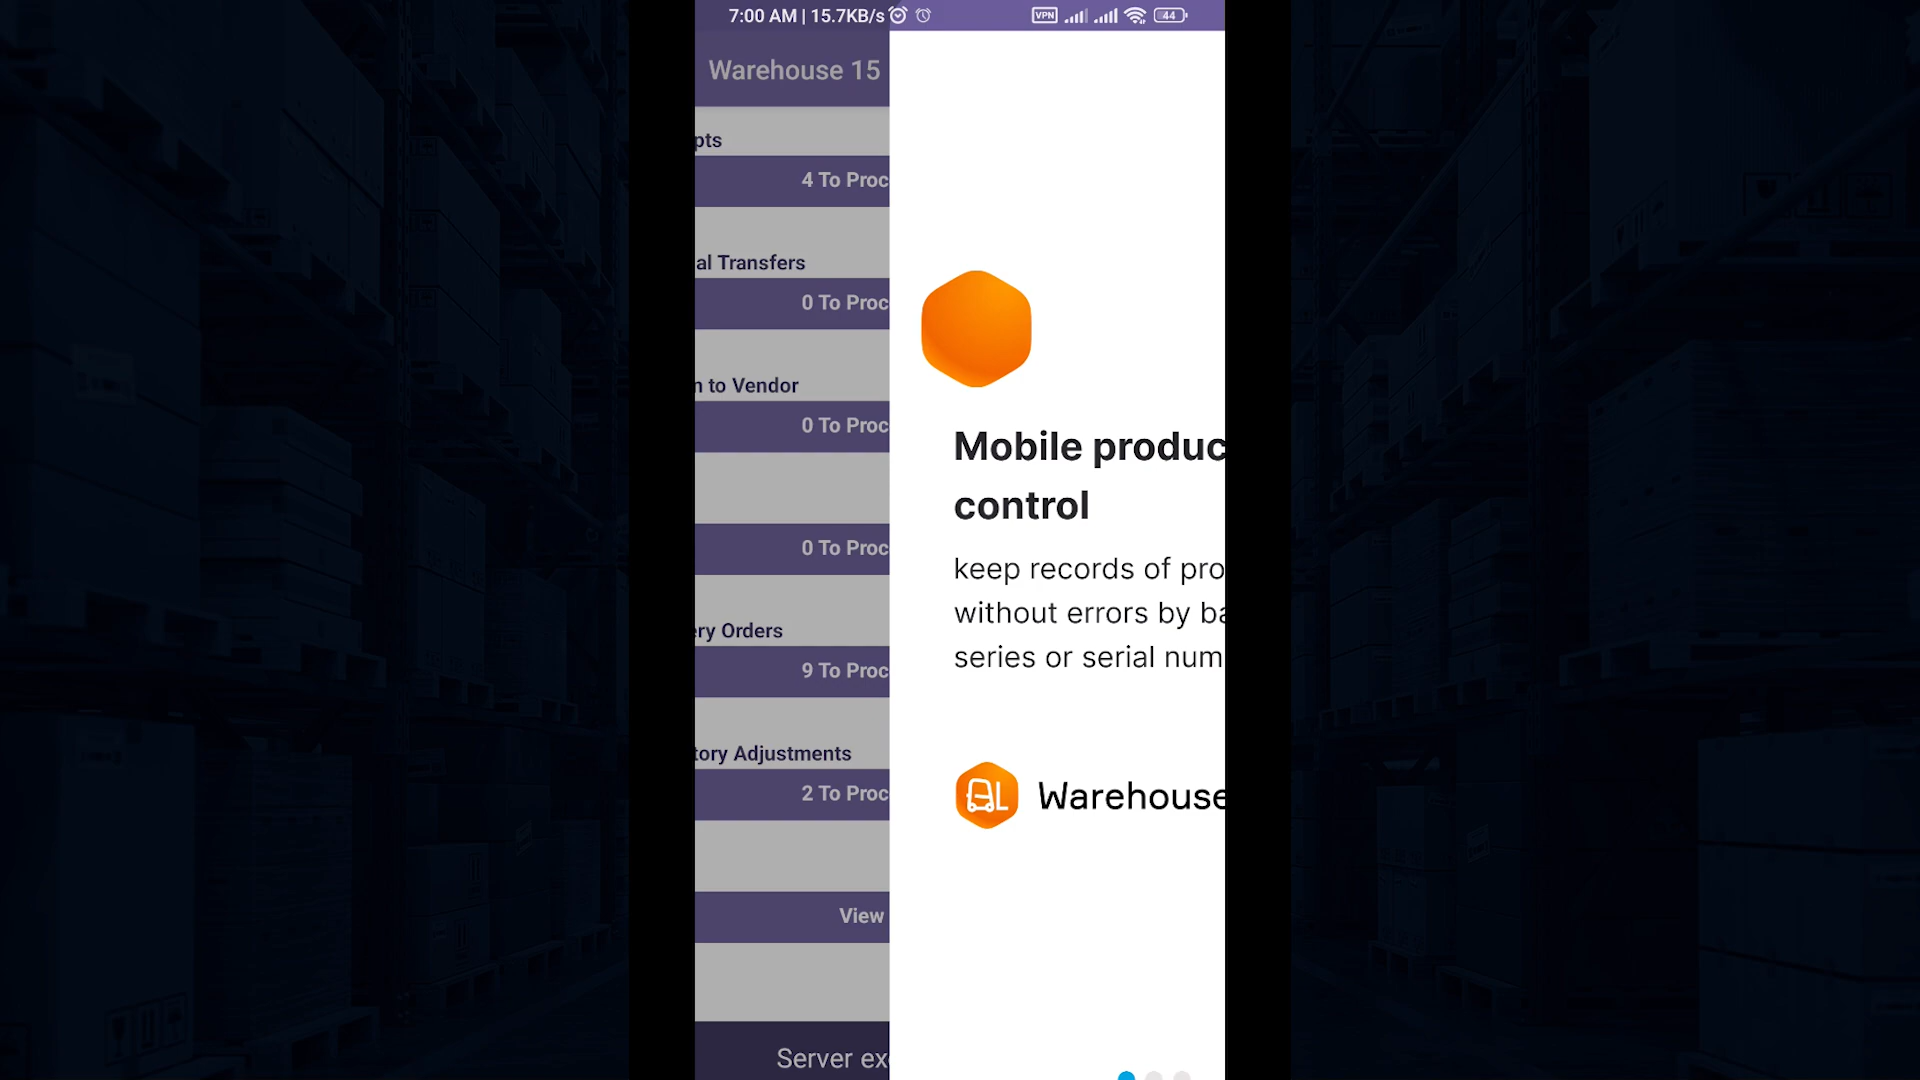 7:00 AM | 15.7KB/s
VPN
44
Warehouse 15
pts
4 To Proc
al Transfers
0 To Proc
n to Vendor
0 To Proc
0 To Proc
ry Orders
9 To Proc
tory Adjustments
2 To Proc
View
Server ex
Mobile produc
control
keep records of pro
without errors by ba
series or serial num
Warehouse